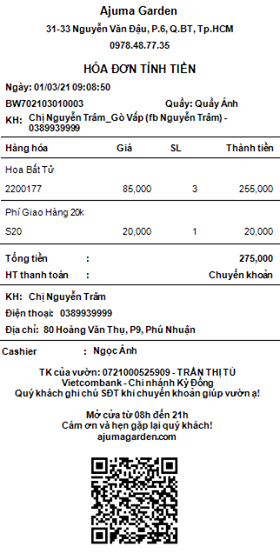 Ajuma Garden
31-33 Nguyễn Văn Đậu, P.6, Q.BT, Tp.HCM
0978.48.77.35
HÓA ĐƠN TÍNH TIỀN
Ngày: 01/03/21 09:08:50
BW702103010003 Quầy: Quầy Ánh
KH: Chị Nguyễn Trâm_Gò Vấp (fb Nguyễn Trâm) -
0389939999
Hàng hóa Giá SL Thành tiền
Hoa Bất Tử
2200177 85,000 3 255,000
Phí Giao Hàng 20k
S20 20,000 1 20,000
Tổng tiền : 275,000
HT thanh toán : Chuyển khoản
KH: Chị Nguyễn Trâm
Điện thoại: 0389939999
Địa chỉ: 80 Hoàng Văn Thụ, P9, Phú Nhuận
Cashier : Ngọc Ánh
TK của vườn: 0721000525909 - TRẦN THỊ TÚ
Vietcombank - Chi nhánh Kỳ Đồng
Quý khách ghi chú SĐT khi chuyển khoản giúp vườn ạ!
Mở cửa từ 08h đến 21h
Cám ơn và hẹn gặp lại quý khách!
ajumagarden.com